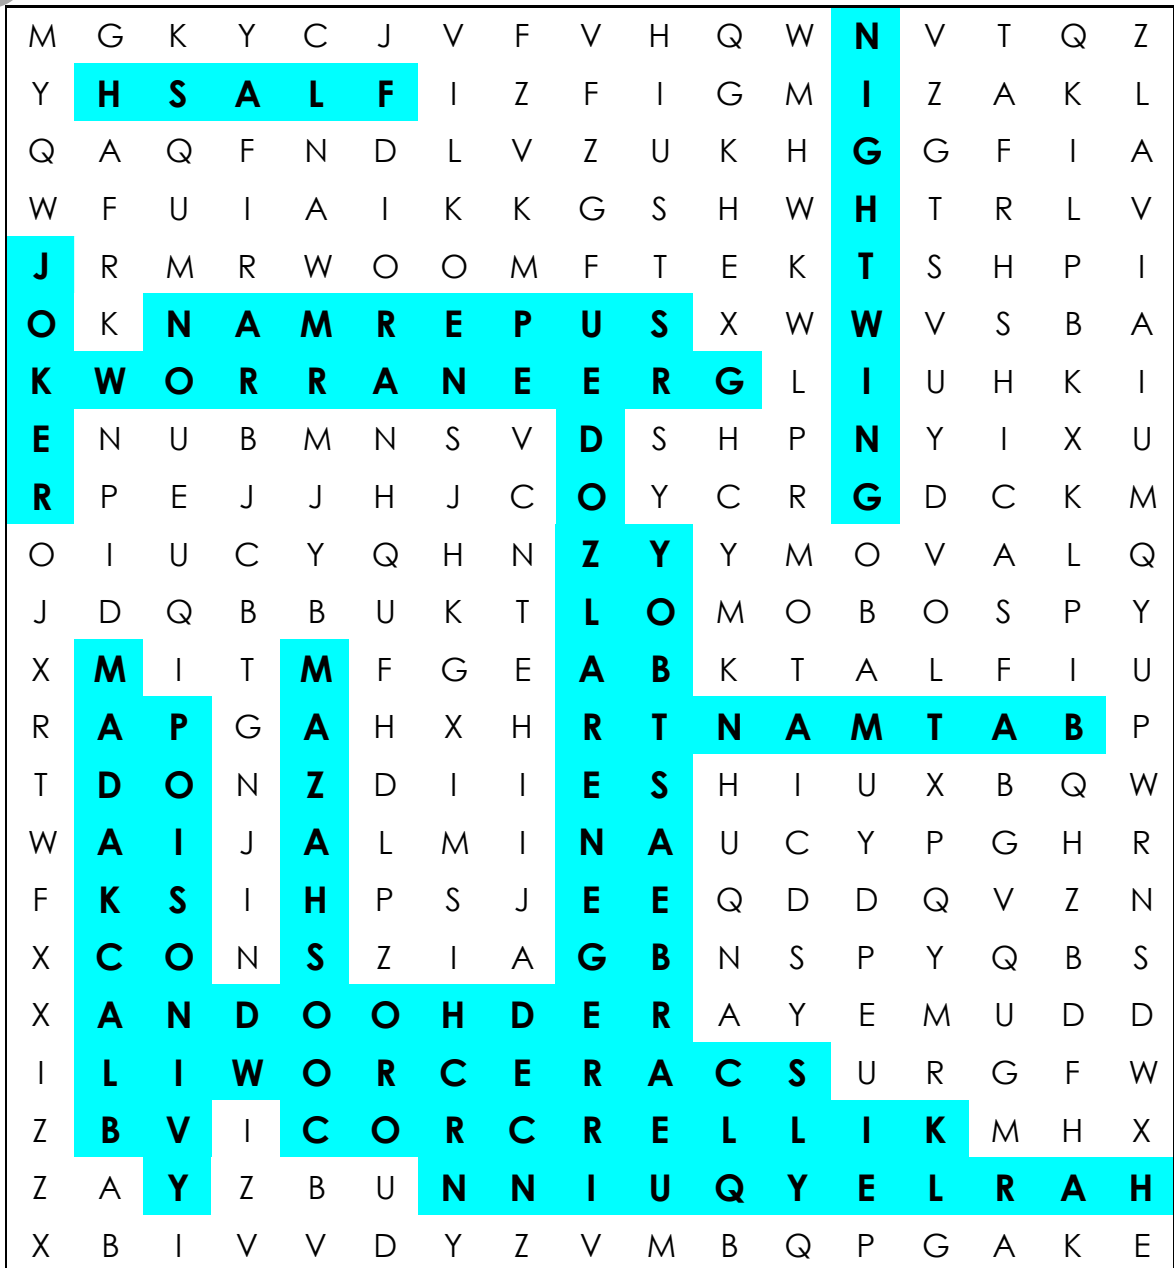 M G K Y C J V F V H Q W N V T Q Z
Y H S A L F I Z F I G M I Z A K L
Q A Q F N D L V Z U K H G G F I A
W F U I A I K K G S H W H T R L V
J R M R W O O M F T E K T S H P I
O K N A M R E P U S X W W V S B A
K W O R R A N E E R G L I U H K I
E N U B M N S V D S H P N Y I X U
R P E J J H J C O Y C R G D C K M
O I U C Y Q H N Z Y Y M O V A L Q
J D Q B B U K T L O M O B O S P Y
X M I T M F G E A B K T A L F I U
R A P G A H X H R T N A M T A B P
T D O N Z D I I E S H I U X B Q W
W A I J A L M I N A U C Y P G H R
F K S I H P S J E E Q D D Q V Z N
X C O N S Z I A G B N S P Y Q B S
X A N D O O H D E R A Y E M U D D
I L I W O R C E R A C S U R G F W
Z B V I C O R C R E L L I K M H X
Z A Y Z B U N N I U Q Y E L R A H
X B I V V D Y Z V M B Q P G A K E